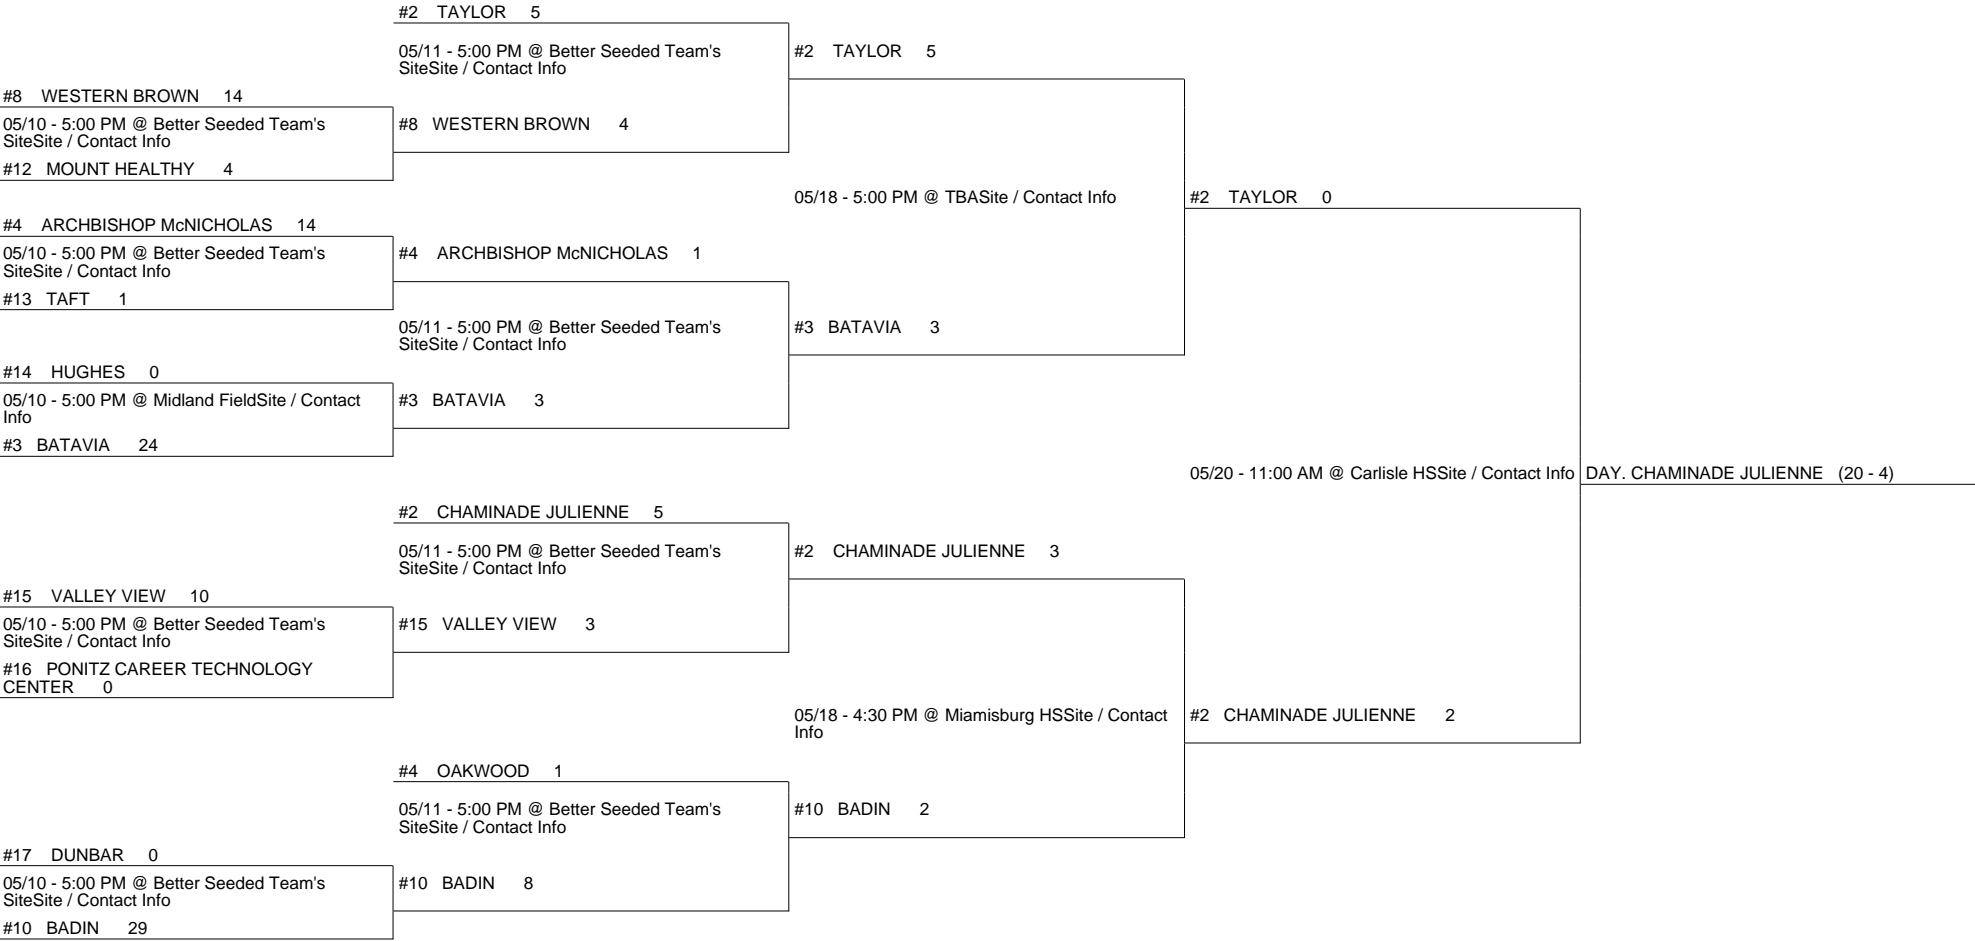 #2 TAYLOR 5
05/11 - 5:00 PM @ Better Seeded Team's
SiteSite / Contact Info
#2 TAYLOR 5
#8 WESTERN BROWN 14
05/10 - 5:00 PM @ Better Seeded Team's
SiteSite / Contact Info
#8 WESTERN BROWN 4
#12 MOUNT HEALTHY 4
05/18 - 5:00 PM @ TBASite / Contact Info
#2 TAYLOR 0
#4 ARCHBISHOP McNICHOLAS 14
05/10 - 5:00 PM @ Better Seeded Team's
SiteSite / Contact Info
#4 ARCHBISHOP McNICHOLAS 1
#13 TAFT 1
05/11 - 5:00 PM @ Better Seeded Team's
SiteSite / Contact Info
#3 BATAVIA 3
#14 HUGHES 0
05/10 - 5:00 PM @ Midland FieldSite / Contact
Info
#3 BATAVIA 3
#3 BATAVIA 24
05/20 - 11:00 AM @ Carlisle HSSite / Contact Info
DAY. CHAMINADE JULIENNE (20 - 4)
#2 CHAMINADE JULIENNE 5
05/11 - 5:00 PM @ Better Seeded Team's
SiteSite / Contact Info
#2 CHAMINADE JULIENNE 3
#15 VALLEY VIEW 10
05/10 - 5:00 PM @ Better Seeded Team's
SiteSite / Contact Info
#15 VALLEY VIEW 3
#16 PONITZ CAREER TECHNOLOGY
CENTER 0
05/18 - 4:30 PM @ Miamisburg HSSite / Contact
Info
#2 CHAMINADE JULIENNE 2
#4 OAKWOOD 1
05/11 - 5:00 PM @ Better Seeded Team's
SiteSite / Contact Info
#10 BADIN 2
#17 DUNBAR 0
05/10 - 5:00 PM @ Better Seeded Team's
SiteSite / Contact Info
#10 BADIN 8
#10 BADIN 29